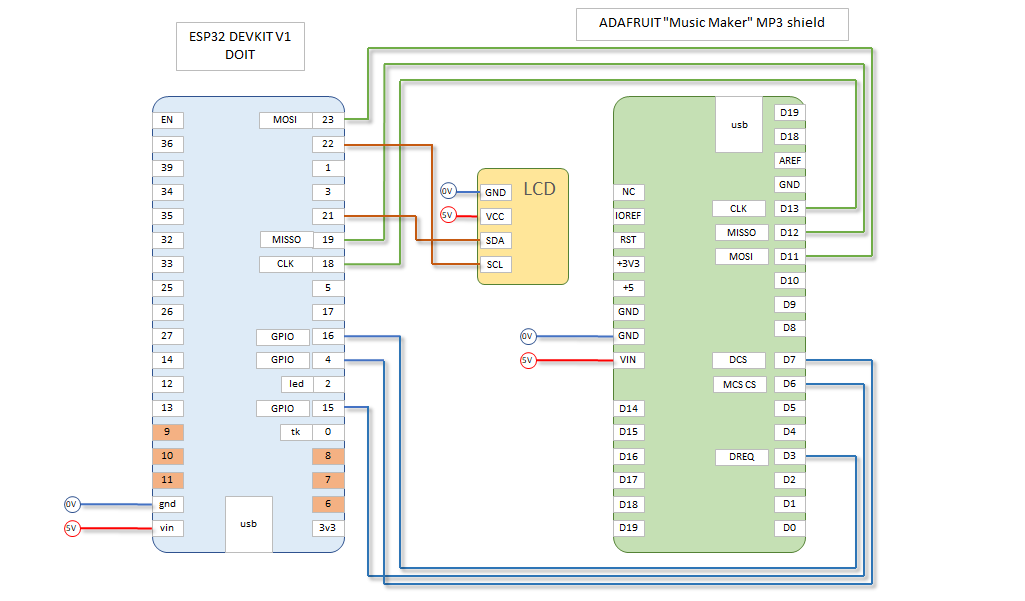 ADAFRUIT "Music Maker" MP3 shield
ESP32 DEVKIT V1
DOIT
EN
36
39
34
35
32
33
25
26
27
14
12
13
9
10
11
gnd
vin
0V
5V
usb
MOSI 23
22
1
3
21
MISSO 19
CLK 18
5
17
GPIO 16
GPIO 4
led 2
GPIO 15
tk 0
8
7
6
3v3
LCD
0V GND
5V VCC
SDA
SCL
usb
NC
IOREF
RST
+3V3
+5
GND
0V GND
5V VIN
D14
D15
D16
D17
D18
D19
D19
D18
AREF
GND
CLK D13
MISSO D12
MOSI D11
D10
D9
D8
DCS D7
MCS CS D6
D5
D4
DREQ D3
D2
D1
D0